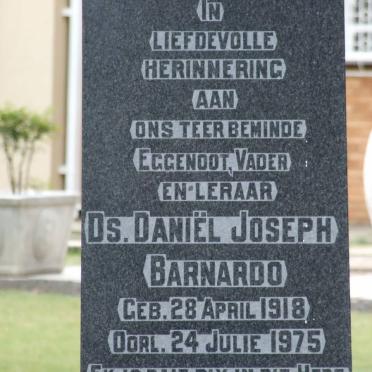 IN
LIEFDEVOLLE
HERINNERING
AAN
ONS TEER BEMINDE
EGGENOOT, VADER
EN LERAAR
DS. DANIËL JOSEPH
BARNARDO
GEB. 28 APRIL 1918
OORL. 24 JULIE 1975